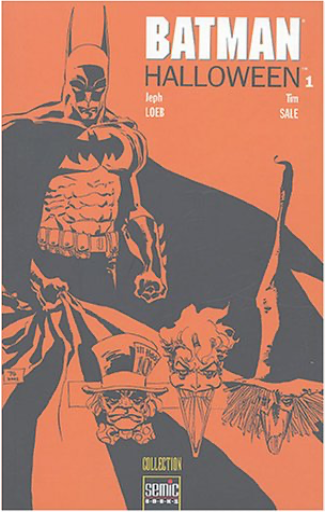 BATMAN
HALLOWEEN 1
Jeph Tim
LOEB SALE
COLLECTION
SEMIC
BOOKS